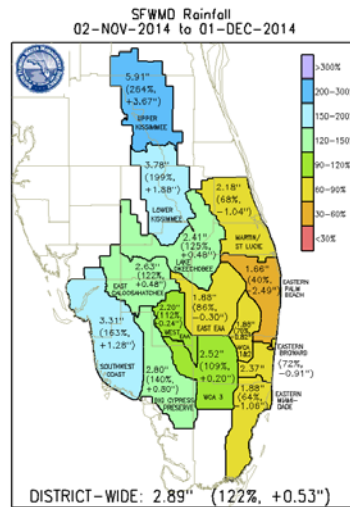 SFWMD Rainfall
02-NOV-2014 to 01-DEC-2014
>300%
200-300%
150-200%
120-150%
90-120%
60-90%
30-60%
<30%
5.91"
(264%,
+3.67")
UPPER
KISSIMMEE
3.78"
(199%,
+1.88")
LOWER
KISSIMMEE
2.18"
(68%,
-1.04")
MARTIN/
ST LUCIE
2.41"
(125%,
+0.48")
LAKE
OKEECHOBEE
2.63"
(122%,
+0.48")
EAST
CALOOSAHATCHEE
1.66"
(40%,
-2.49")
EASTERN
PALM
BEACH
1.88"
(86%,
-0.30")
EAST EAA
2.20"
(112%,
+0.24")
WEST EAA
WCA
1&2
3.31"
(163%,
+1.28")
SOUTHWEST
COAST
2.80"
(140%,
+0.80")
BIG CYPRESS
PRESERVE
2.52"
(109%,
+0.20")
WCA 3
2.37"
EASTERN
BROWARD
(72%,
-0.91")
1.88"
(64%,
-1.06")
EASTERN
MIAMI-
DADE
DISTRICT-WIDE: 2.89" (122%, +0.53")